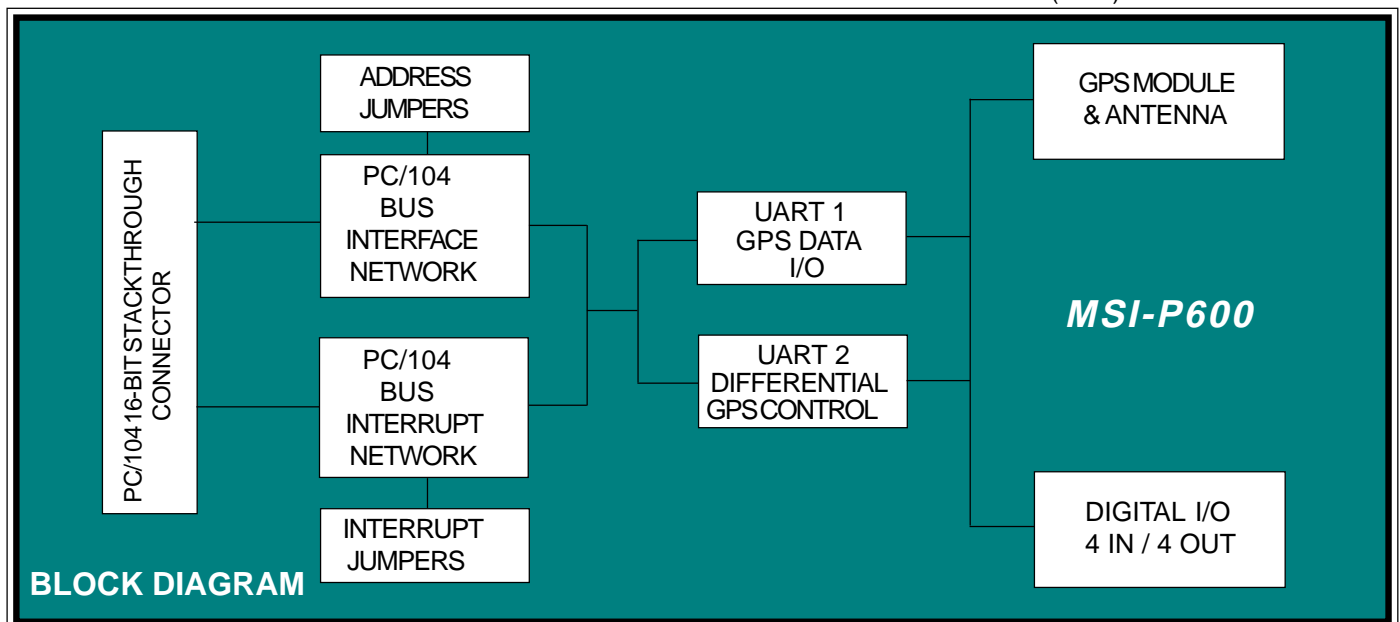 ADDRESS
JUMPERS
GPS MODULE
& ANTENNA
PC/104 16-BIT STACKTHROUGH
CONNECTOR
PC/104
BUS
INTERFACE
NETWORK
UART 1
GPS DATA
I/O
MSI-P600
PC/104
BUS
INTERRUPT
NETWORK
UART 2
DIFFERENTIAL
GPS CONTROL
INTERRUPT
JUMPERS
DIGITAL I/O
4 IN / 4 OUT
BLOCK DIAGRAM